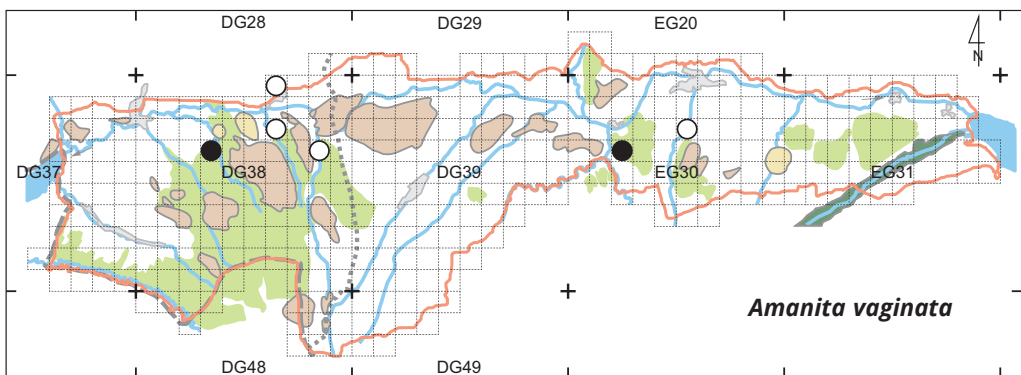 DG28 DG29 EG20
N
DG37 DG38 DG39 EG30 EG31
Amanita vaginata
DG48 DG49